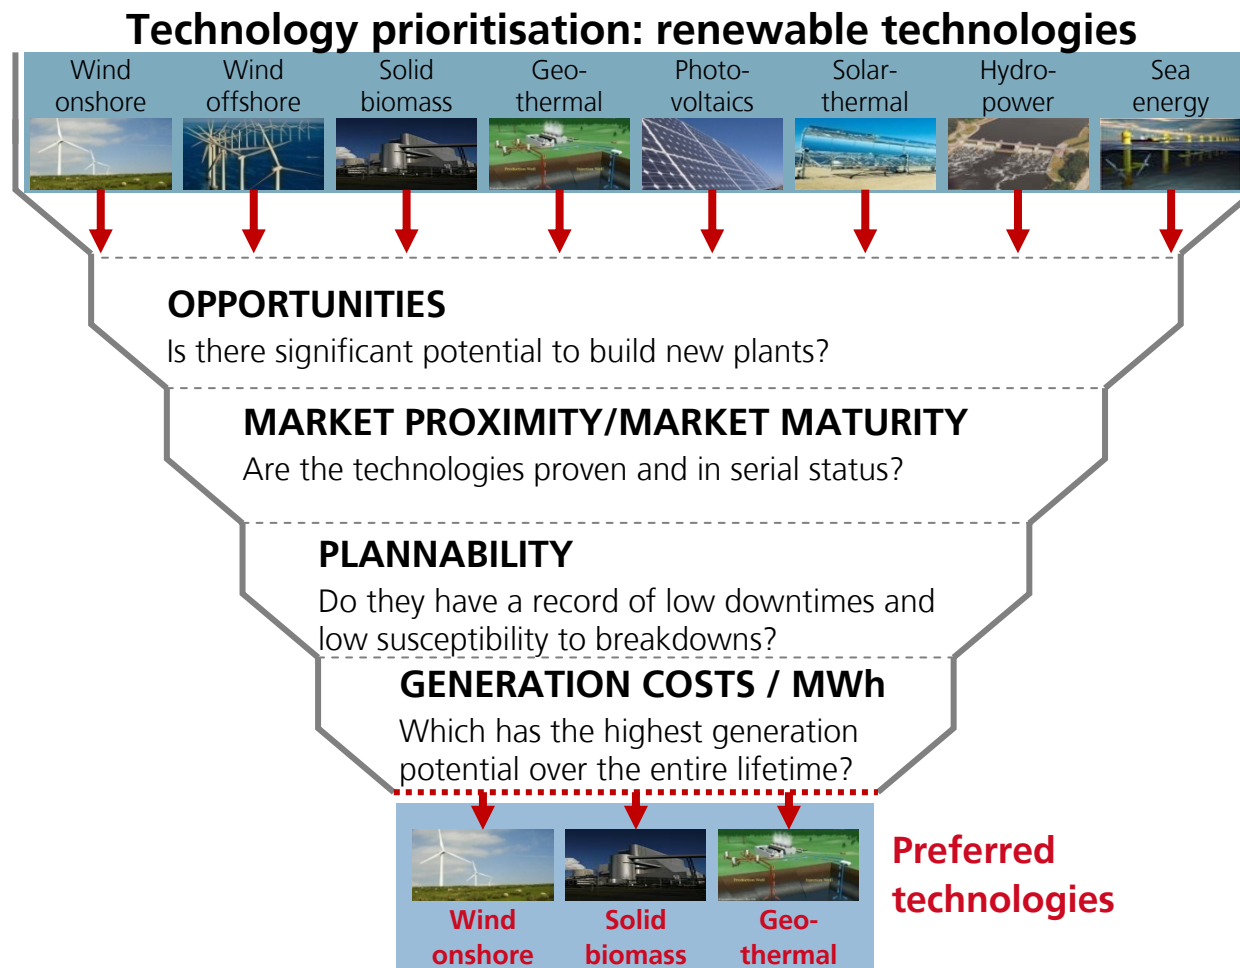 Technology prioritisation: renewable technologies
Wind
onshore
Wind
offshore
Solid
biomass
Geo-
thermal
Photo-
voltaics
Solar-
thermal
Hydro-
power
Sea
energy
OPPORTUNITIES
Is there significant potential to build new plants?
MARKET PROXIMITY/MARKET MATURITY
Are the technologies proven and in serial status?
PLANNABILITY
Do they have a record of low downtimes and
low susceptibility to breakdowns?
GENERATION COSTS / MWh
Which has the highest generation
potential over the entire lifetime?
Wind
onshore
Solid
biomass
Geo-
thermal
Preferred
technologies